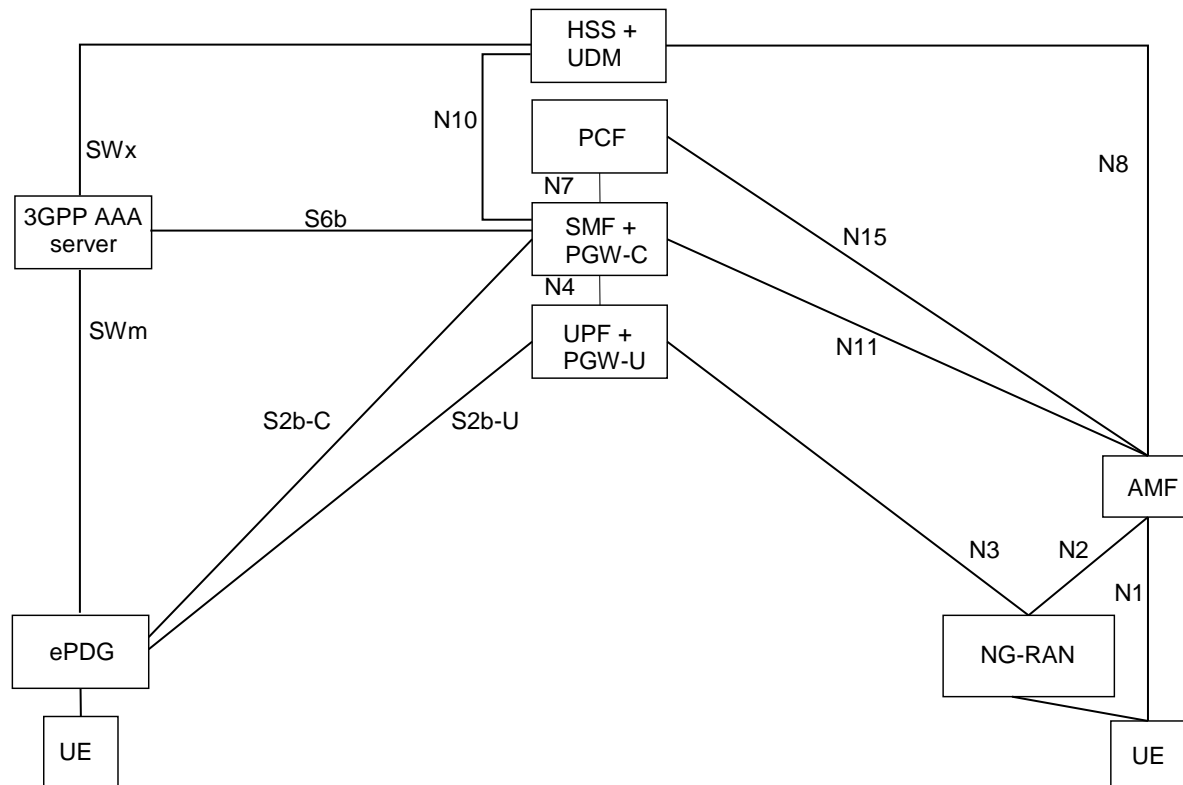 HSS +
UDM
N10
PCF
SWx
N8
N7
3GPP AAA
server
S6b
SMF +
PGW-C
N15
N4
SWm
UPF +
PGW-U
N11
S2b-C
S2b-U
AMF
N3
N2
N1
ePDG
NG-RAN
UE
UE